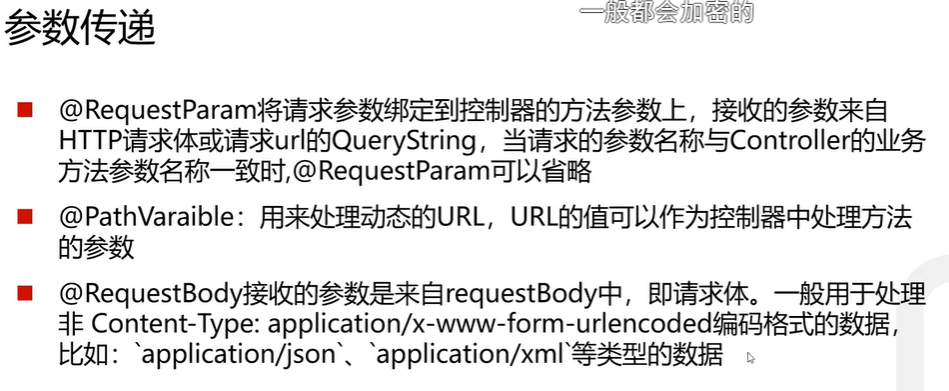 一般都会加密的
参数传递
@RequestParam将请求参数绑定到控制器的方法参数上，接收的参数来自
HTTP请求体或请求url的QueryString，当请求的参数名称与Controller的业务
方法参数名称一致时,@RequestParam可以省略
@PathVaraible：用来处理动态的URL，URL的值可以作为控制器中处理方法
的参数
@RequestBody接收的参数是来自requestBody中，即请求体。一般用于处理
非 Content-Type: application/x-www-form-urlencoded编码格式的数据，
比如：`application/json`、`application/xml`等类型的数据